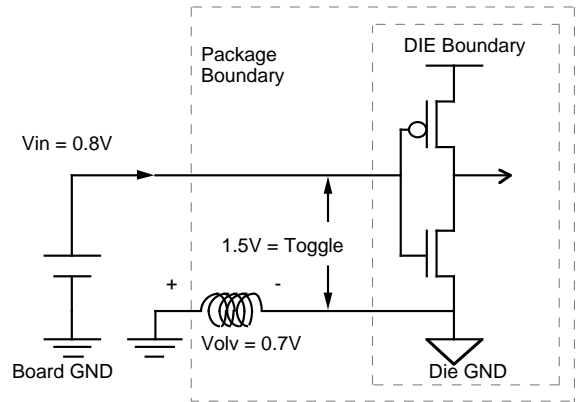 DIE Boundary
Package
Boundary
Vin = 0.8V
1.5V = Toggle
+ -
Volv = 0.7V
Board GND
Die GND